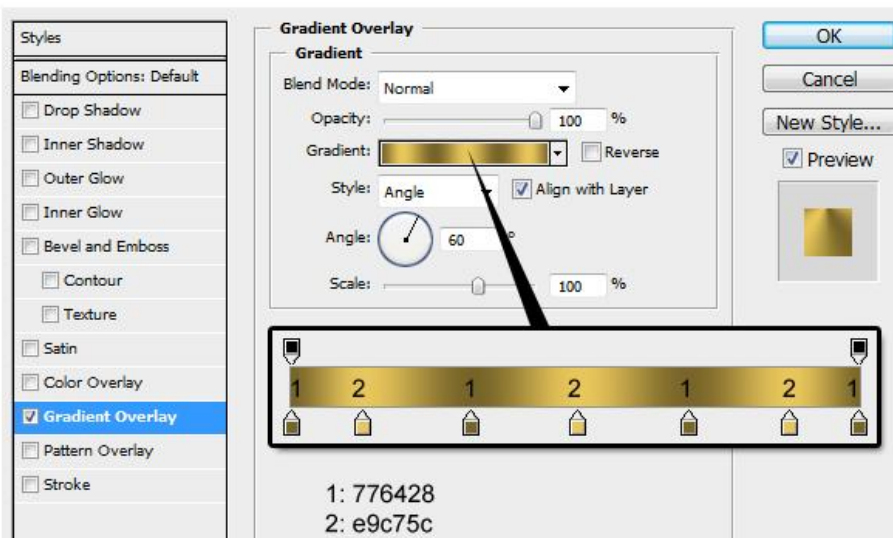 Styles
Blending Options: Default
Drop Shadow
Inner Shadow
Outer Glow
Inner Glow
Bevel and Emboss
Contour
Texture
Satin
Color Overlay
Gradient Overlay
Pattern Overlay
Stroke
Gradient Overlay
Gradient
Blend Mode: Normal
Opacity: 100 %
Gradient: Reverse
Style: Angle Align with Layer
Angle: 60 °
Scale: 100 %
1 2 1 2 1 2 1
1: 776428
2: e9c75c
OK
Cancel
New Style...
Preview